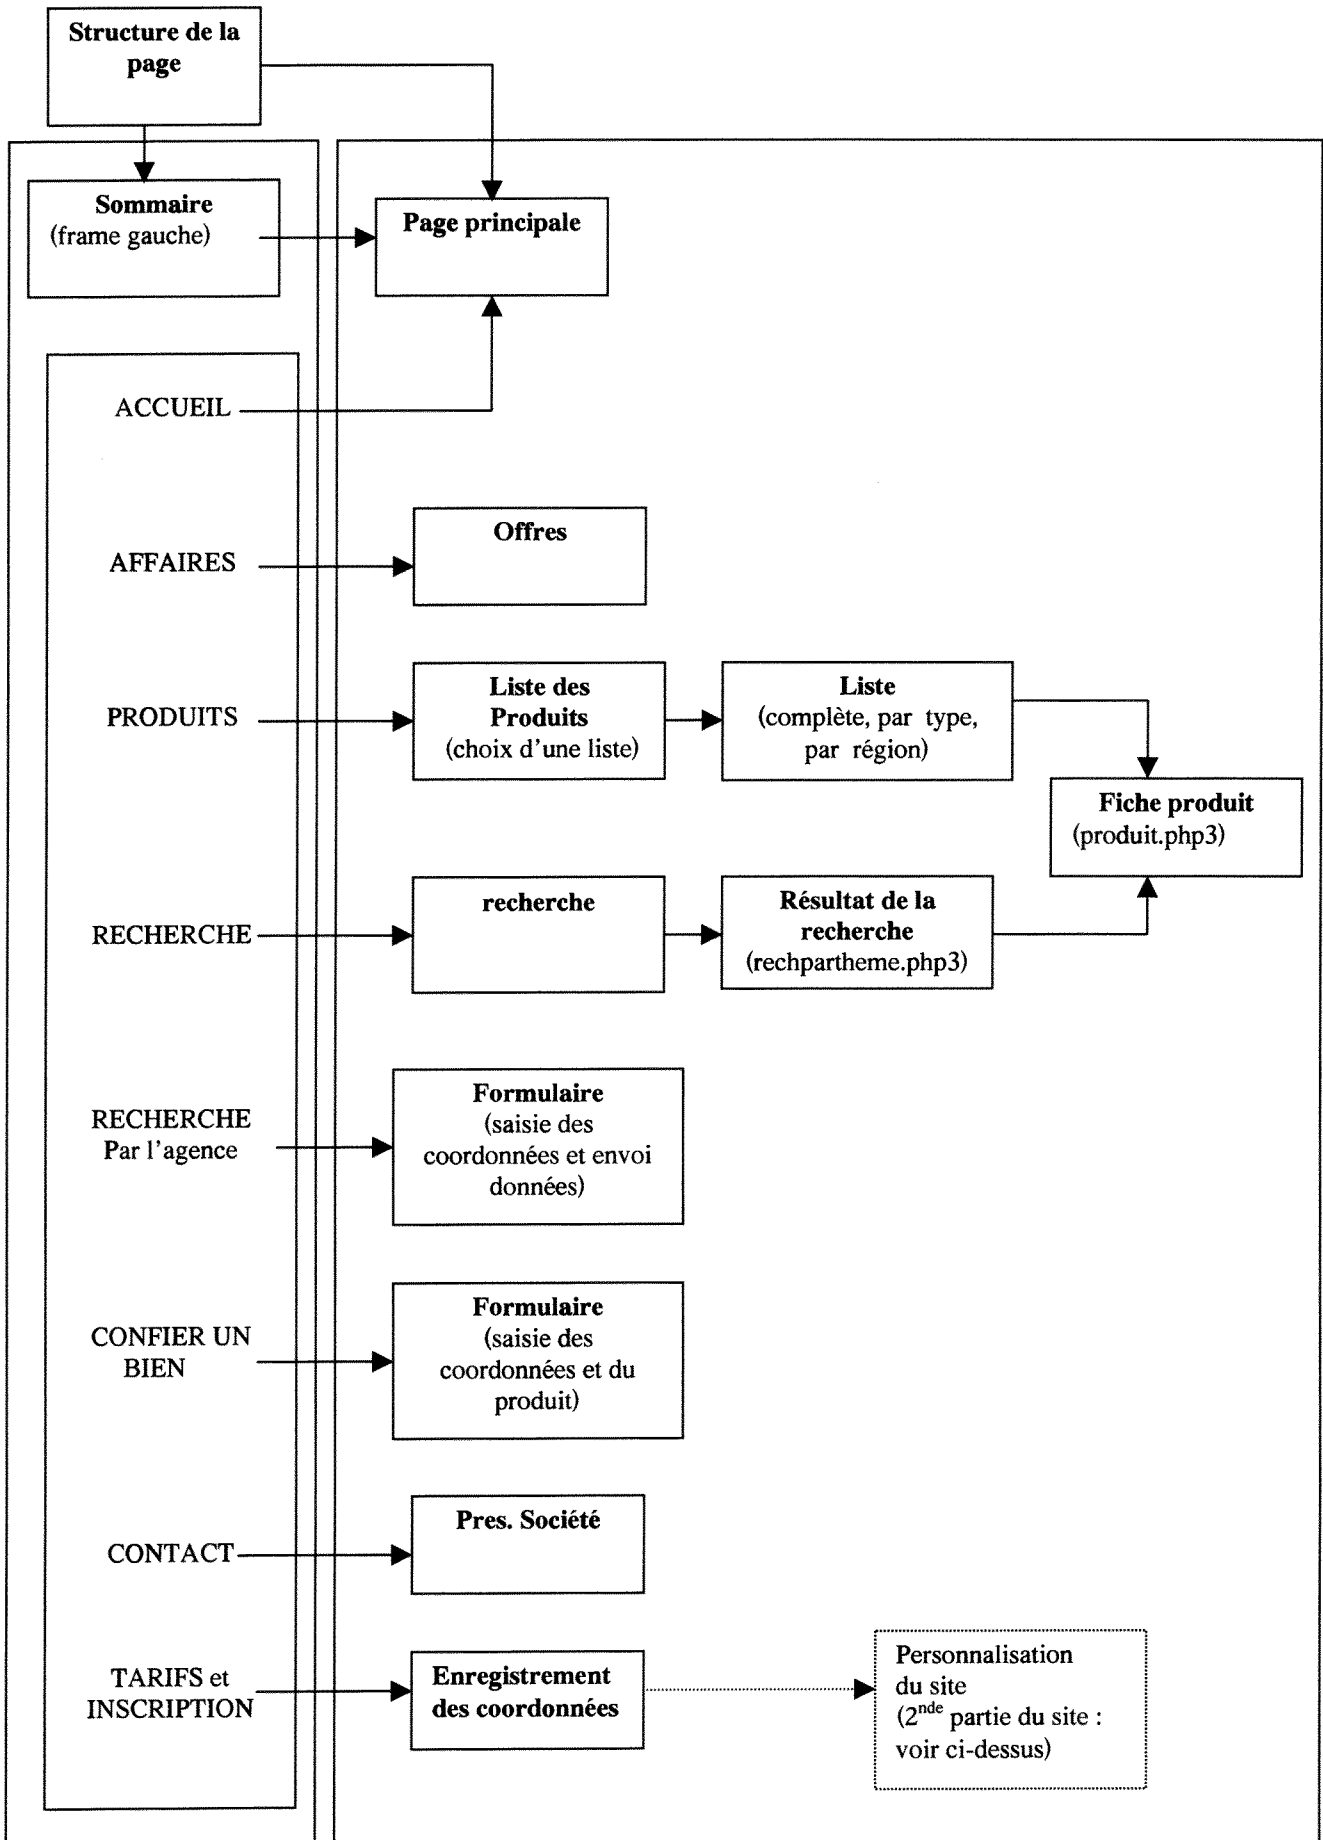 Structure de la
page
Sommaire
(frame gauche)
Page principale
ACCUEIL
AFFAIRES
Offres
PRODUITS
Liste des
Produits
(choix d'une liste)
Liste
(complète, par type,
par région)
Fiche produit
(produit.php3)
RECHERCHE
recherche
Résultat de la
recherche
(rechpartheme.php3)
RECHERCHE
Par l'agence
Formulaire
(saisie des
coordonnées et envoi
données)
CONFIER UN
BIEN
Formulaire
(saisie des
coordonnées et du
produit)
CONTACT
Pres. Société
TARIFS et
INSCRIPTION
Enregistrement
des coordonnées
Personnalisation
du site
(2nde partie du site :
voir ci-dessus)